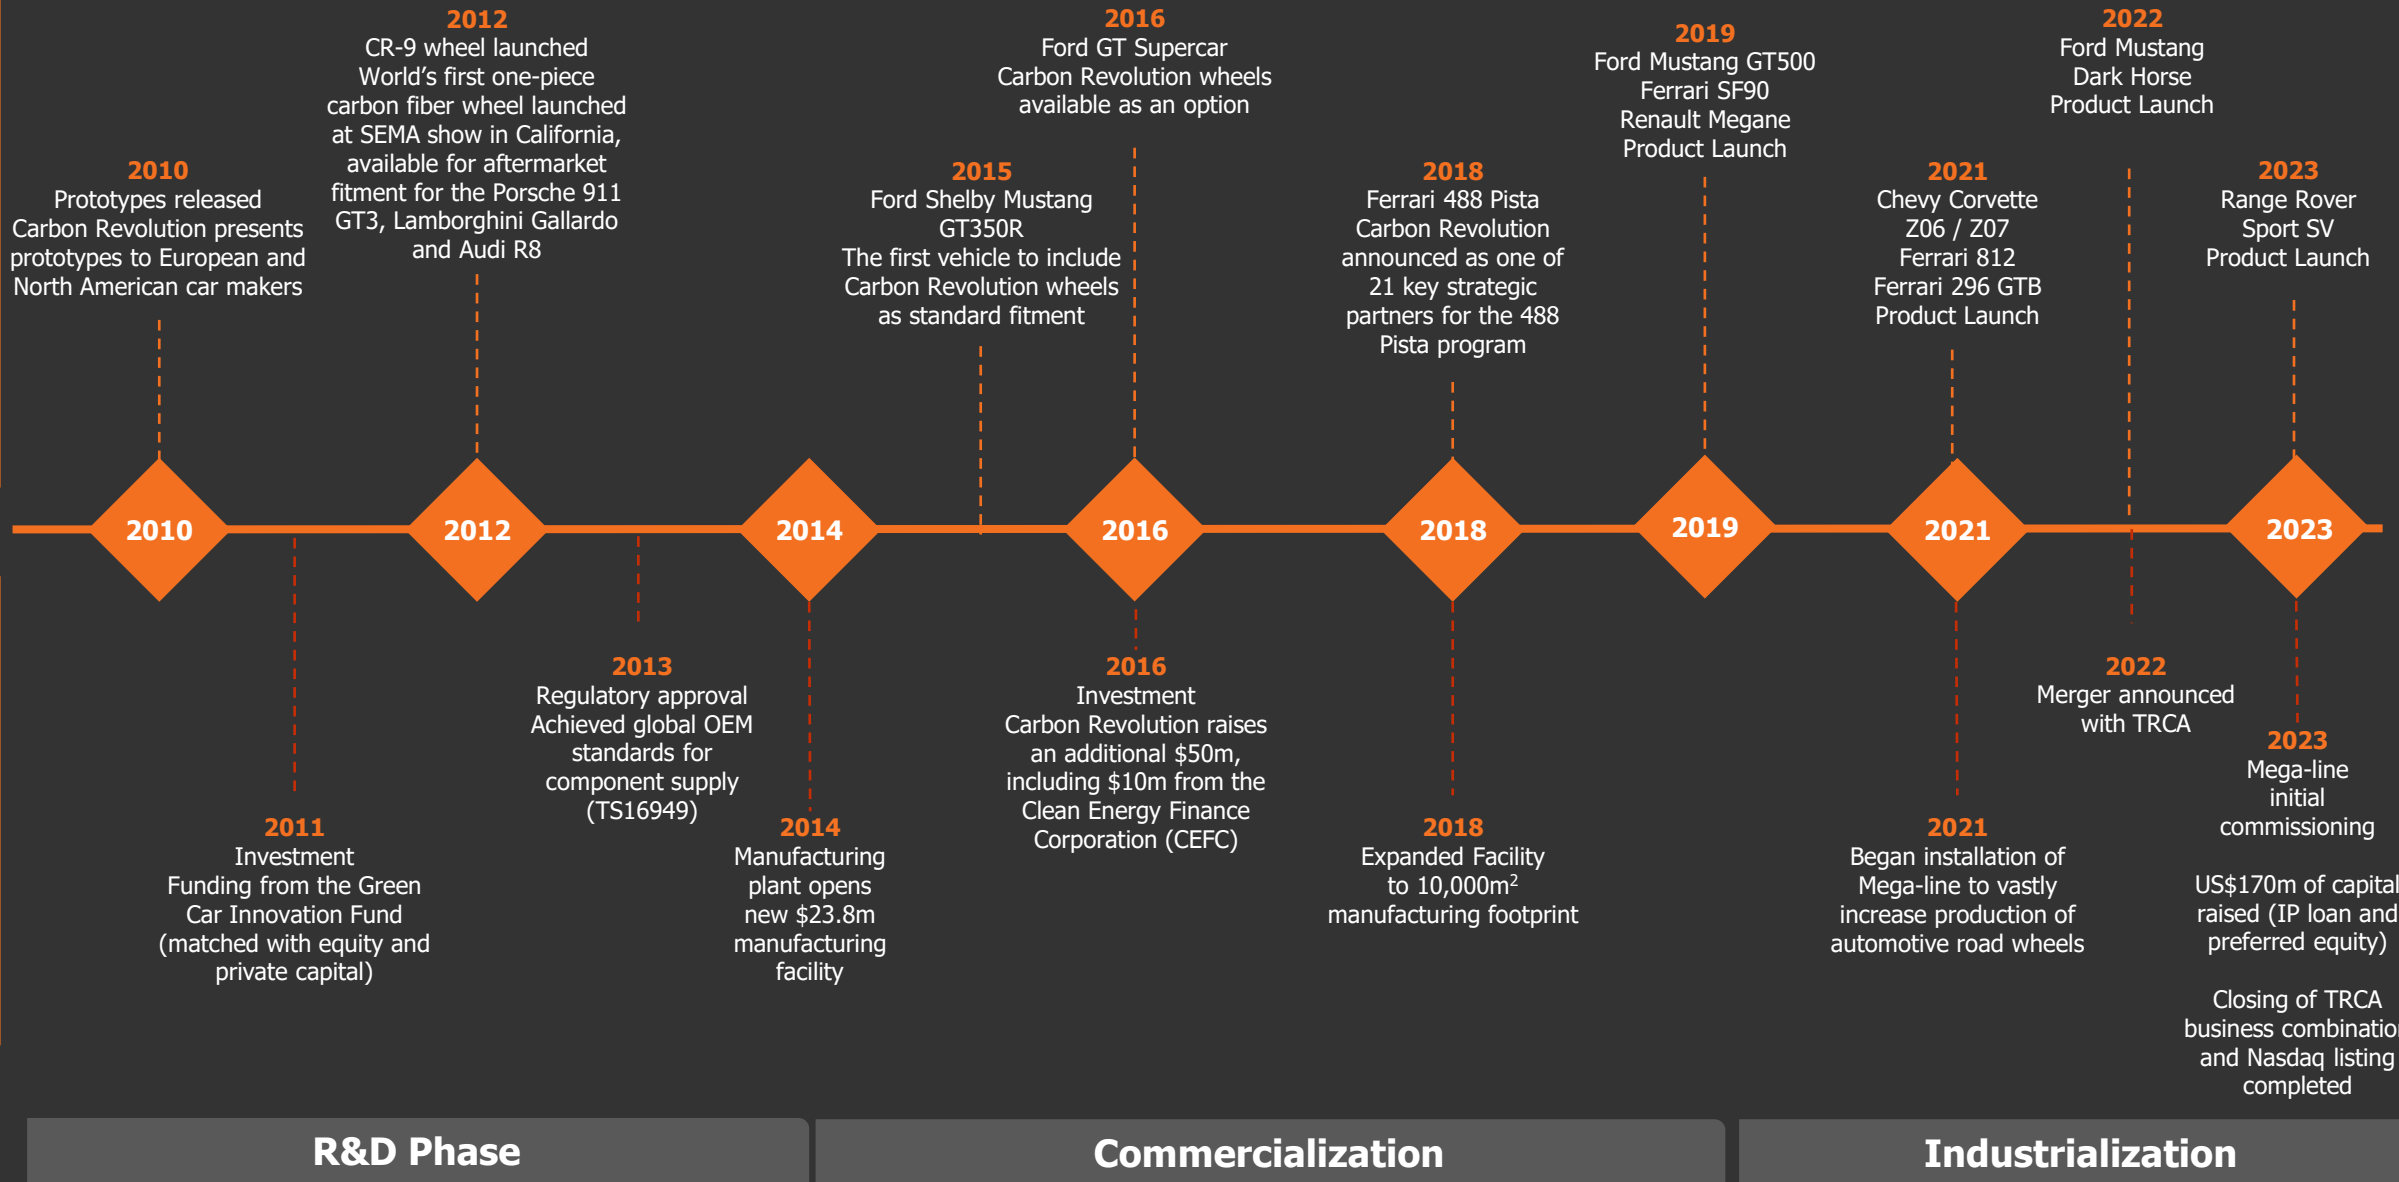 2010
Prototypes released
Carbon Revolution presents
prototypes to European and
North American car makers
2012
CR-9 wheel launched
World's first one-piece
carbon fiber wheel launched
at SEMA show in California,
available for aftermarket
fitment for the Porsche 911
GT3, Lamborghini Gallardo
and Audi R8
2015
Ford Shelby Mustang
GT350R
The first vehicle to include
Carbon Revolution wheels
as standard fitment
2016
Ford GT Supercar
Carbon Revolution wheels
available as an option
2018
Ferrari 488 Pista
Carbon Revolution
announced as one of
21 key strategic
partners for the 488
Pista program
2019
Ford Mustang GT500
Ferrari SF90
Renault Megane
Product Launch
2021
Chevy Corvette
Z06 / Z07
Ferrari 812
Ferrari 296 GTB
Product Launch
2022
Ford Mustang
Dark Horse
Product Launch
2023
Range Rover
Sport SV
Product Launch
2010
2012
2014
2016
2018
2019
2021
2023
2011
Investment
Funding from the Green
Car Innovation Fund
(matched with equity and
private capital)
2013
Regulatory approval
Achieved global OEM
standards for
component supply
(TS16949)
2014
Manufacturing
plant opens
new $23.8m
manufacturing
facility
2016
Investment
Carbon Revolution raises
an additional $50m,
including $10m from the
Clean Energy Finance
Corporation (CEFC)
2018
Expanded Facility
to 10,000m²
manufacturing footprint
2021
Began installation of
Mega-line to vastly
increase production of
automotive road wheels
2022
Merger announced
with TRCA
2023
Mega-line
initial
commissioning
US$170m of capital
raised (IP loan and
preferred equity)
Closing of TRCA
business combination
and Nasdaq listing
completed
R&D Phase
Commercialization
Industrialization